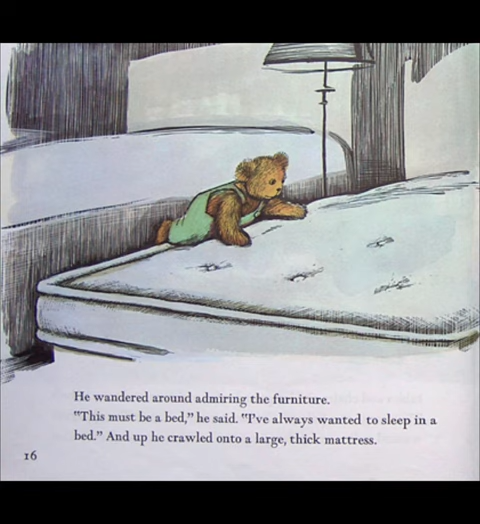 He wandered around admiring the furniture.
"This must be a bed," he said. "I've always wanted to sleep in a
bed." And up he crawled onto a large, thick mattress.
16